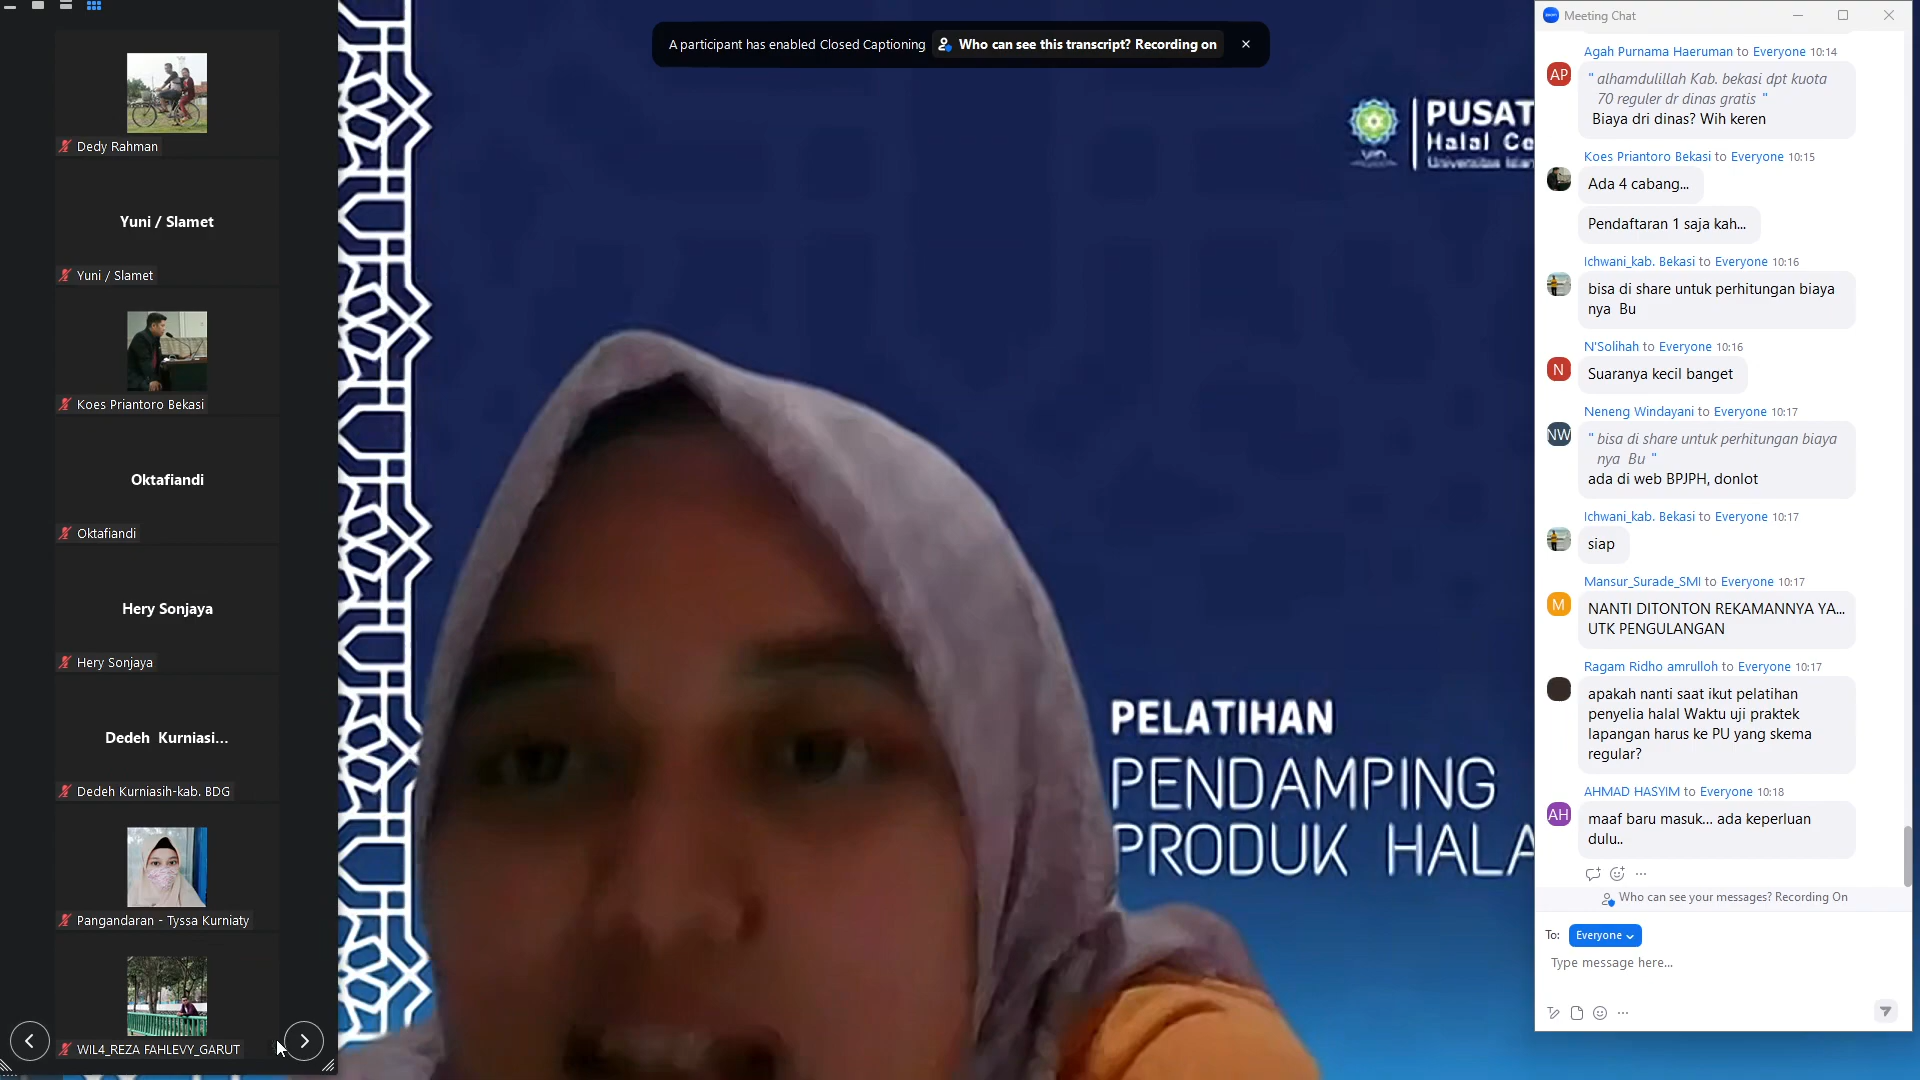 A participant has enabled Closed Captioning Who can see this transcript? Recording on
Dedy Rahman
Yuni / Slamet
Yuni / Slamet
Koes Priantoro Bekasi
Oktafiandi
Oktafiandi
Hery Sonjaya
Hery Sonjaya
Dedeh Kurniasi...
Dedeh Kurniasih-kab. BDG
Pangandaran - Tyssa Kurniaty
WIL4_REZA FAHLEVY_GARUT
PUSAT
Halal Ce
Universitas Islam
PELATIHAN
PENDAMPING
PRODUK HALA
Meeting Chat
Agah Purnama Haeruman to Everyone 10:14
AP
" alhamdulillah Kab. bekasi dpt kuota
70 reguler dr dinas gratis "
Biaya dri dinas? Wih keren
Koes Priantoro Bekasi to Everyone 10:15
Ada 4 cabang...
Pendaftaran 1 saja kah...
Ichwani_kab. Bekasi to Everyone 10:16
bisa di share untuk perhitungan biaya
nya Bu
N'Solihah to Everyone 10:16
N
Suaranya kecil banget
Neneng Windayani to Everyone 10:17
NW
" bisa di share untuk perhitungan biaya
nya Bu "
ada di web BPJPH, donlot
Ichwani_kab. Bekasi to Everyone 10:17
siap
Mansur_Surade_SMI to Everyone 10:17
M
NANTI DITONTON REKAMANNYA YA...
UTK PENGULANGAN
Ragam Ridho amrulloh to Everyone 10:17
apakah nanti saat ikut pelatihan
penyelia halal Waktu uji praktek
lapangan harus ke PU yang skema
regular?
AHMAD HASYIM to Everyone 10:18
AH
maaf baru masuk... ada keperluan
dulu..
Who can see your messages? Recording On
To: Everyone
Type message here...